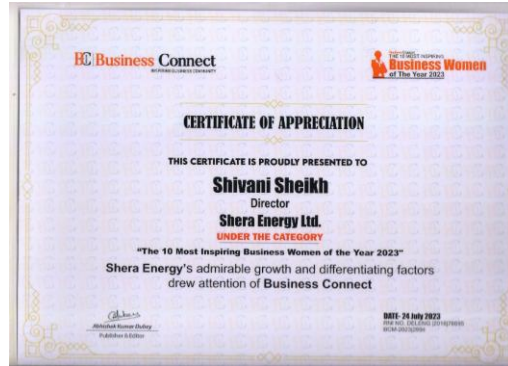 BC Business Connect
INSPIRING BUSINESS COMMUNITY
THE 10 MOST INSPIRING
Business Women
of The Year 2023
CERTIFICATE OF APPRECIATION
THIS CERTIFICATE IS PROUDLY PRESENTED TO
Shivani Sheikh
Director
Shera Energy Ltd.
UNDER THE CATEGORY
"The 10 Most Inspiring Business Women of the Year 2023"
Shera Energy's admirable growth and differentiating factors
drew attention of Business Connect
Abhishek Kumar Dubey
Publisher & Editor
DATE- 24 July 2023